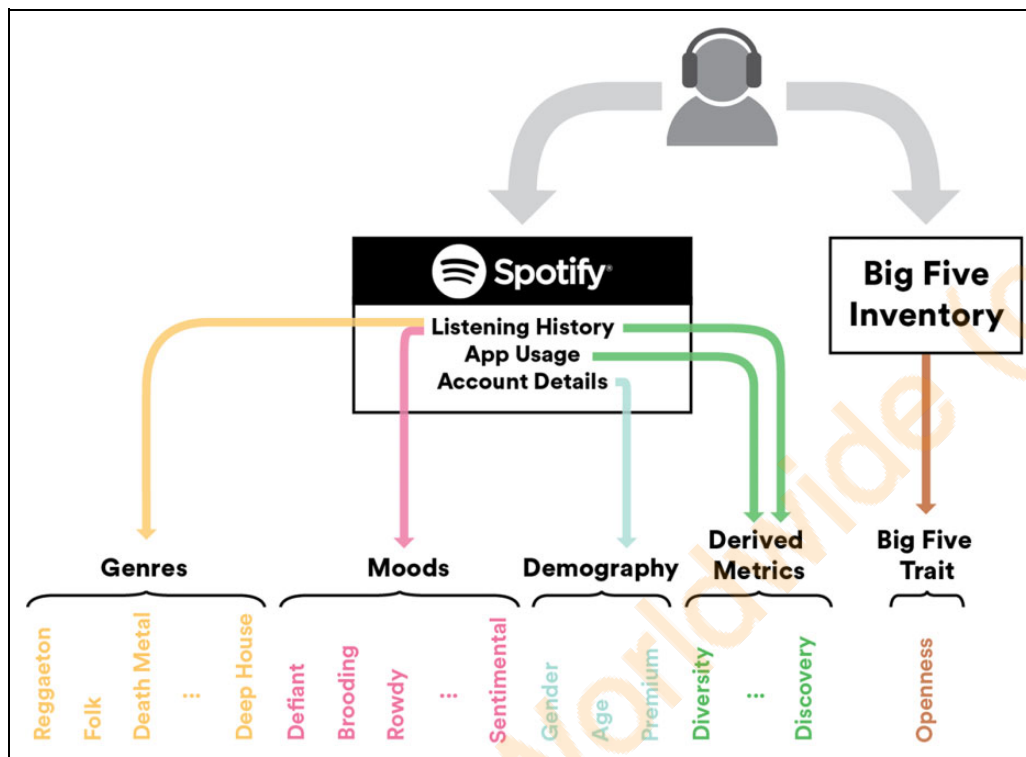 Spotify®
Listening History
App Usage
Account Details
Big Five
Inventory
Genres
Moods
Demography
Derived
Metrics
Big Five
Trait
Reggaeton
Folk
Death Metal
...
Deep House
Defiant
Brooding
Rowdy
...
Sentimental
Gender
Age
Premium
Diversity
...
Discovery
Openness
Worldwide (